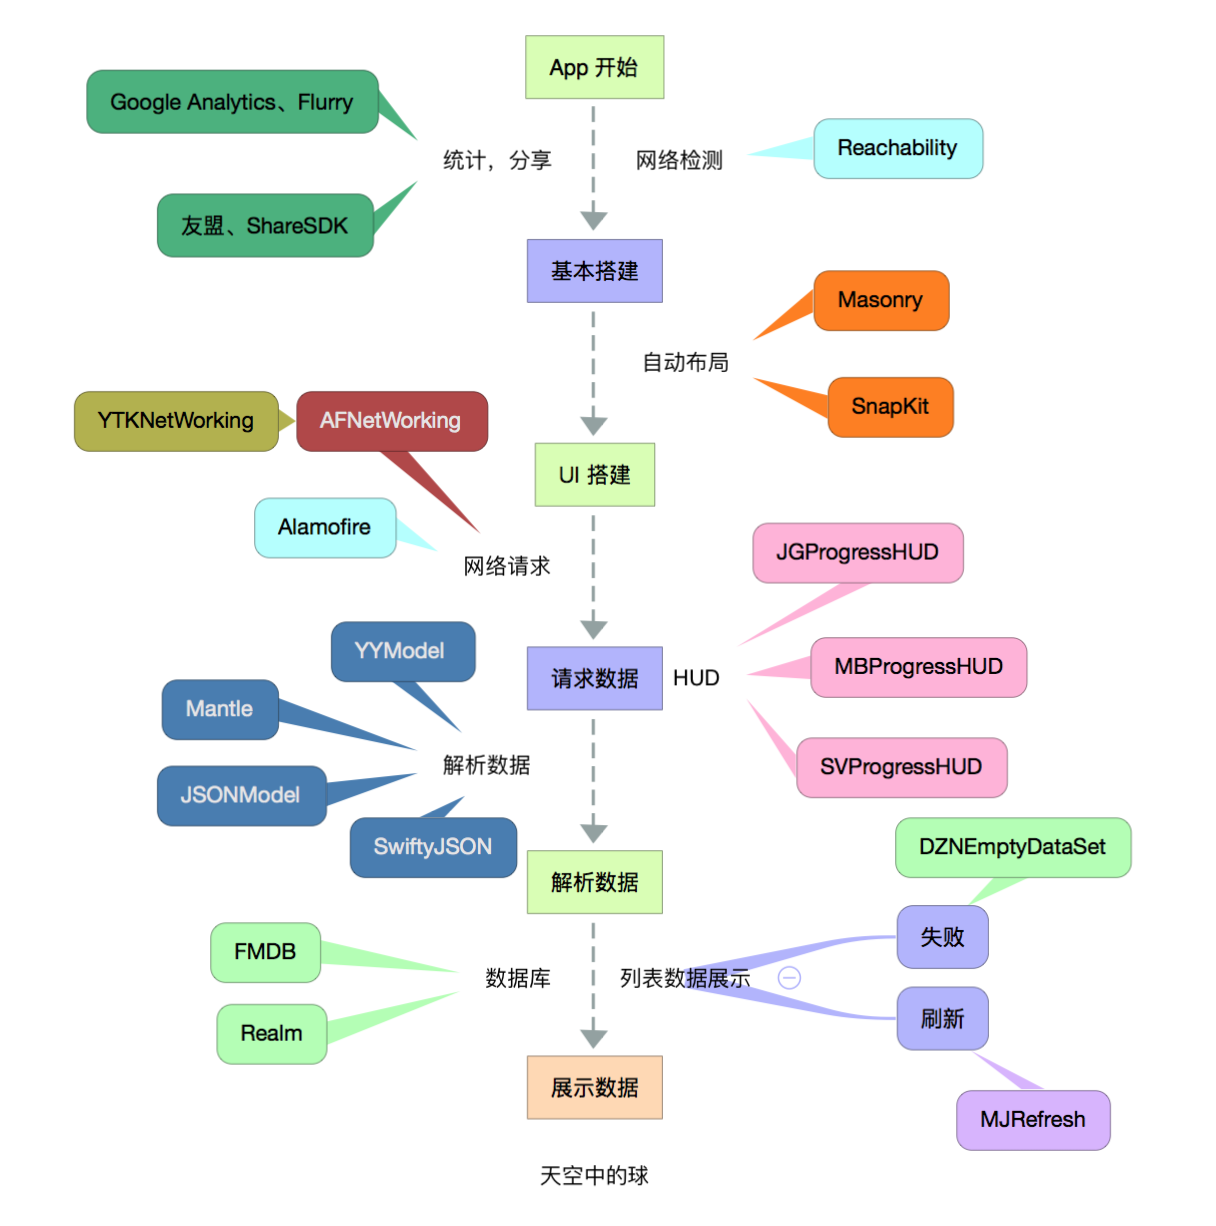 App 开始
Google Analytics、Flurry
统计，分享
网络检测
Reachability
友盟、ShareSDK
基本搭建
Masonry
自动布局
SnapKit
YTKNetWorking
AFNetWorking
UI 搭建
Alamofire
网络请求
JGProgressHUD
YYModel
请求数据
HUD
MBProgressHUD
Mantle
解析数据
JSONModel
SVProgressHUD
SwiftyJSON
DZNEmptyDataSet
解析数据
失败
FMDB
数据库
列表数据展示
刷新
Realm
展示数据
MJRefresh
天空中的球